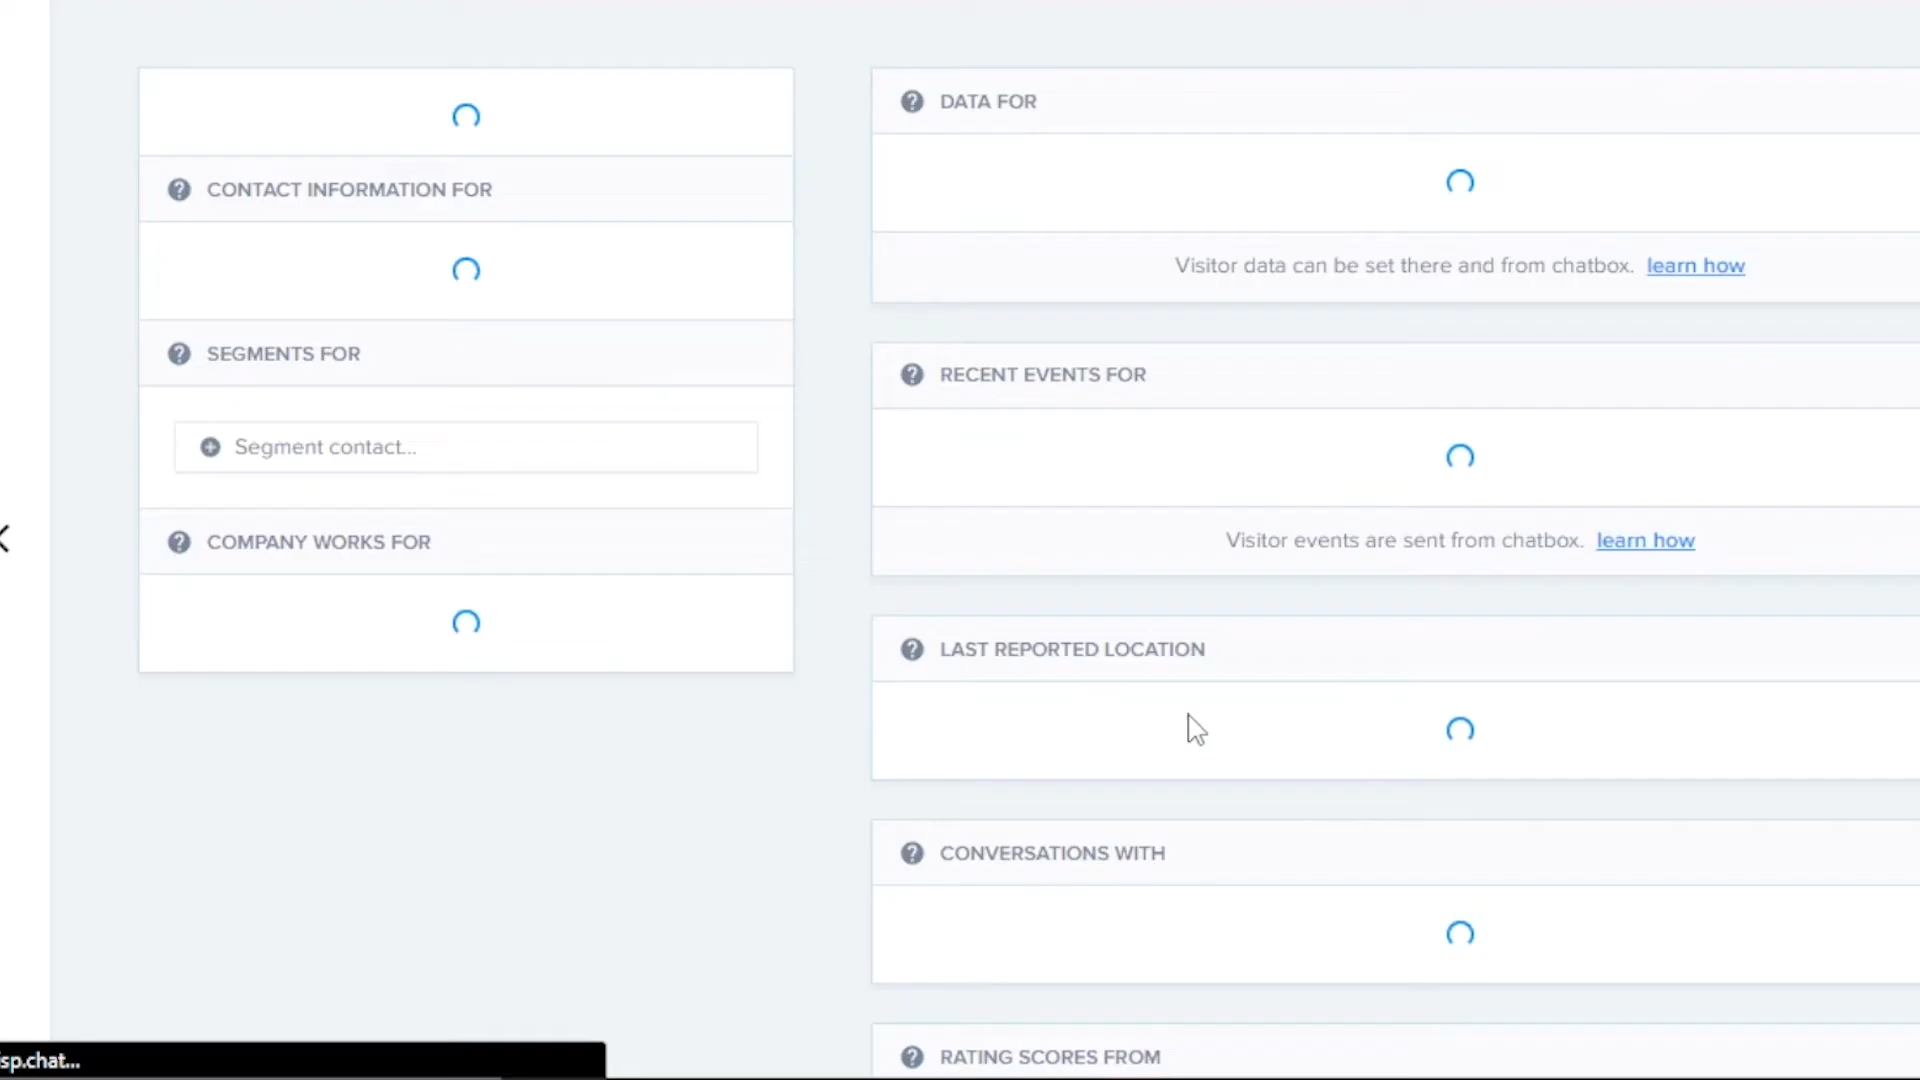 CONTACT INFORMATION FOR
SEGMENTS FOR
Segment contact...
COMPANY WORKS FOR
DATA FOR
Visitor data can be set there and from chatbox. learn how
RECENT EVENTS FOR
Visitor events are sent from chatbox. learn how
LAST REPORTED LOCATION
CONVERSATIONS WITH
RATING SCORES FROM
isp.chat...